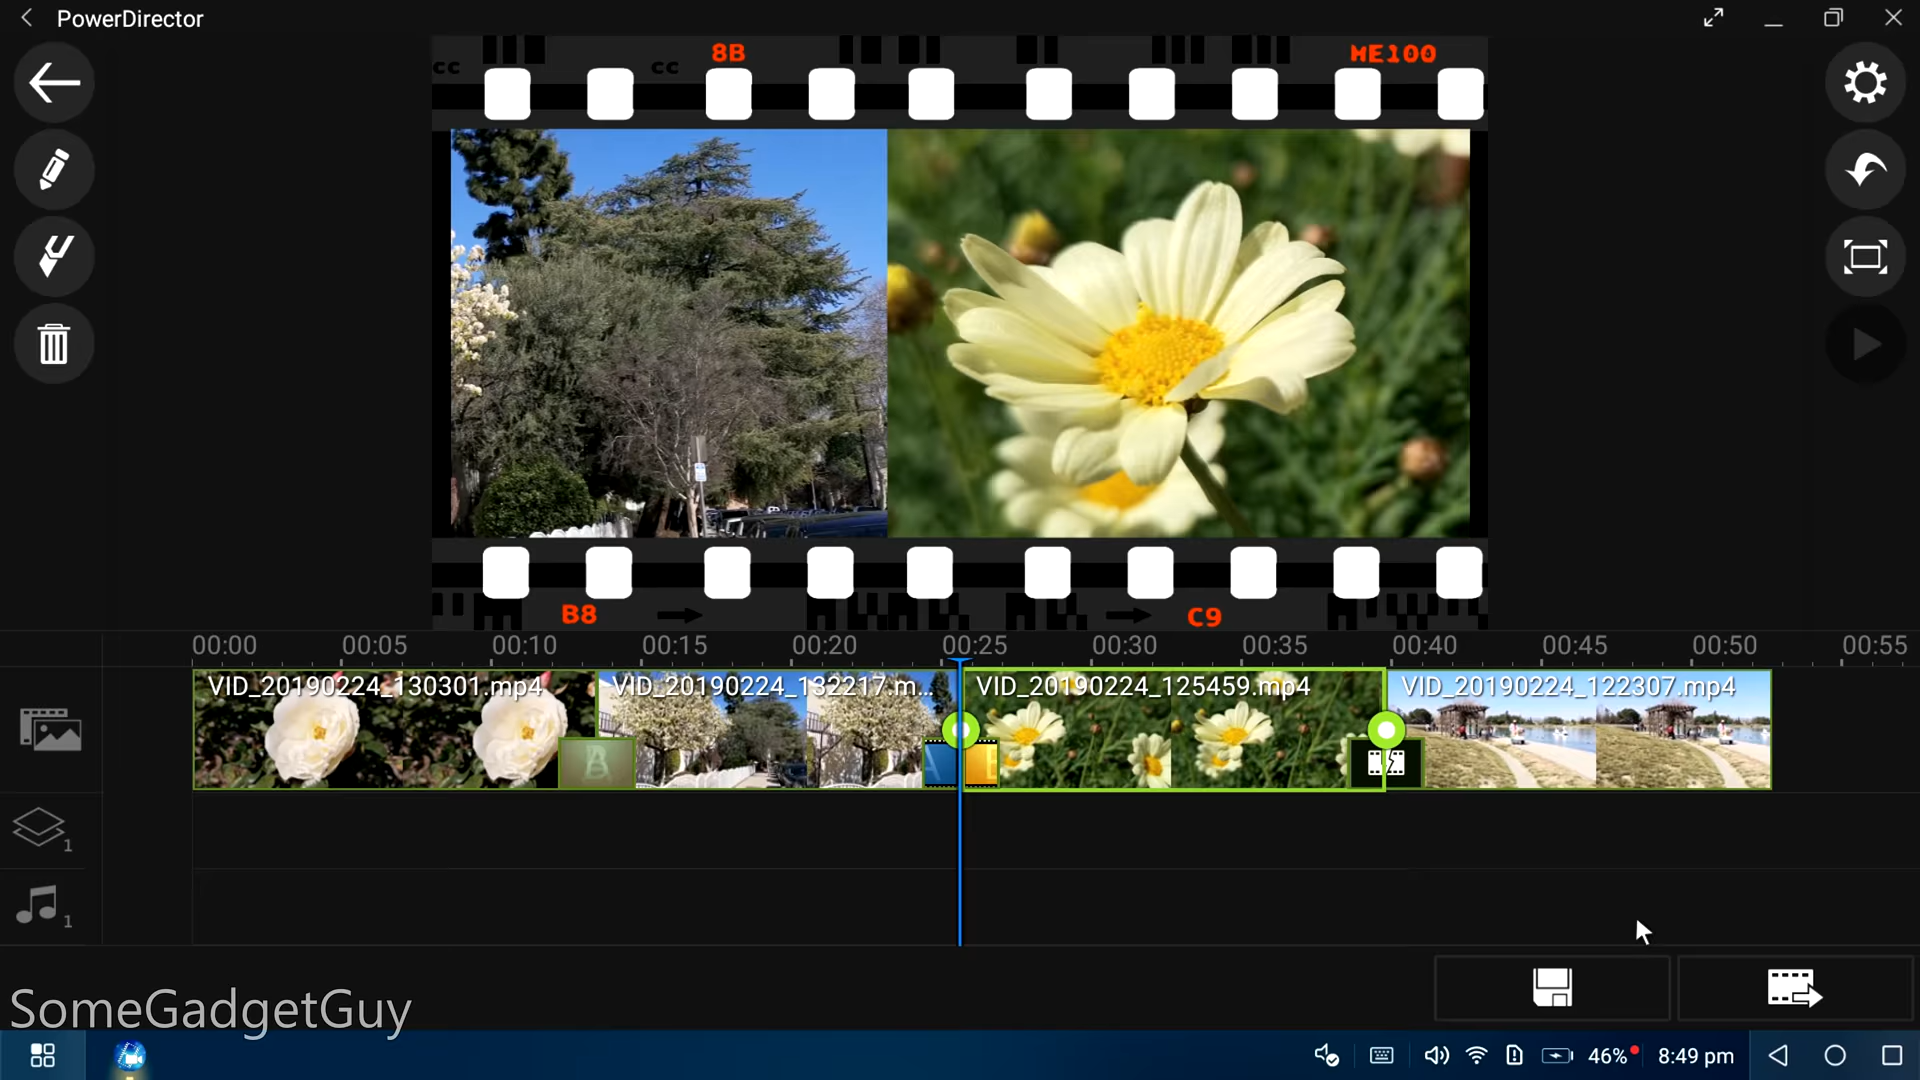 PowerDirector
cc
8B
cc
ME100
B8
C9
00:00 00:05 00:10 00:15 00:20 00:25 00:30 00:35 00:40 00:45 00:50 00:55
VID_20190224_130301.mp4 VID_20190224_132217.m... VID_20190224_125459.mp4 VID_20190224_122307.mp4
B
A
1
1
SomeGadgetGuy
46% 8:49 pm